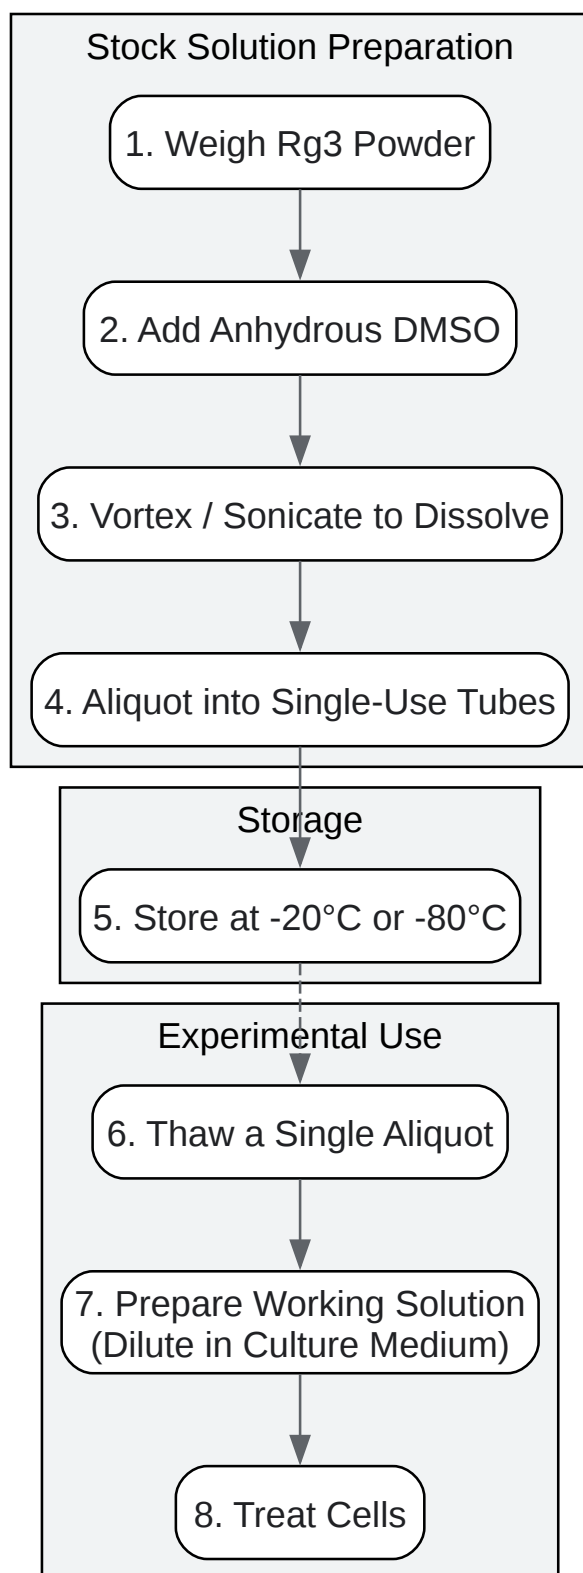 Stock Solution Preparation
1. Weigh Rg3 Powder
2. Add Anhydrous DMSO
3. Vortex / Sonicate to Dissolve
4. Aliquot into Single-Use Tubes
Storage
5. Store at -20°C or -80°C
Experimental Use
6. Thaw a Single Aliquot
7. Prepare Working Solution
(Dilute in Culture Medium)
8. Treat Cells